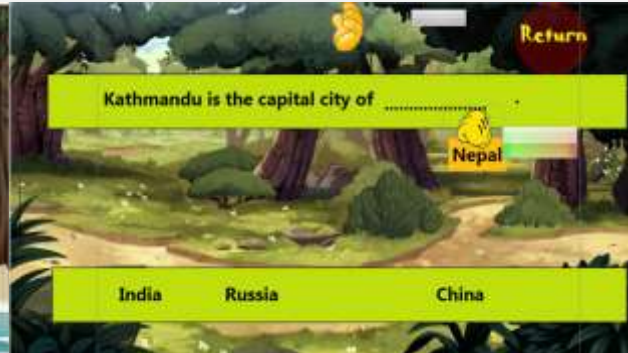 Return
Kathmandu is the capital city of .................... .
Nepal
India Russia China